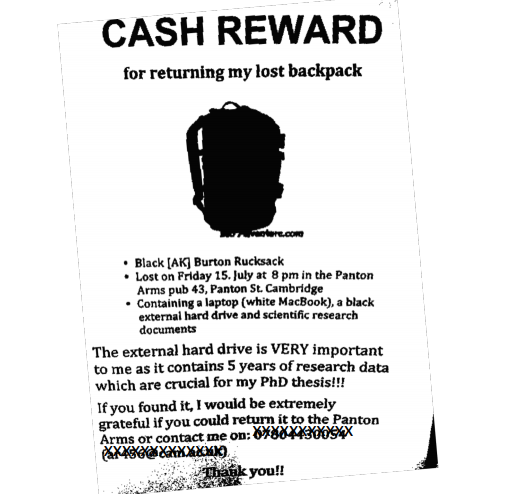 CASH REWARD
for returning my lost backpack
• Black [AK] Burton Rucksack
• Lost on Friday 15. July at 8 pm in the Panton
Arms pub 43, Panton St. Cambridge
• Containing a laptop (white MacBook), a black
external hard drive and scientific research
documents
The external hard drive is VERY important
to me as it contains 5 years of research data
which are crucial for my PhD thesis!!!
If you found it, I would be extremely
grateful if you could return it to the Panton
Arms or contact me on:
Thank you!!